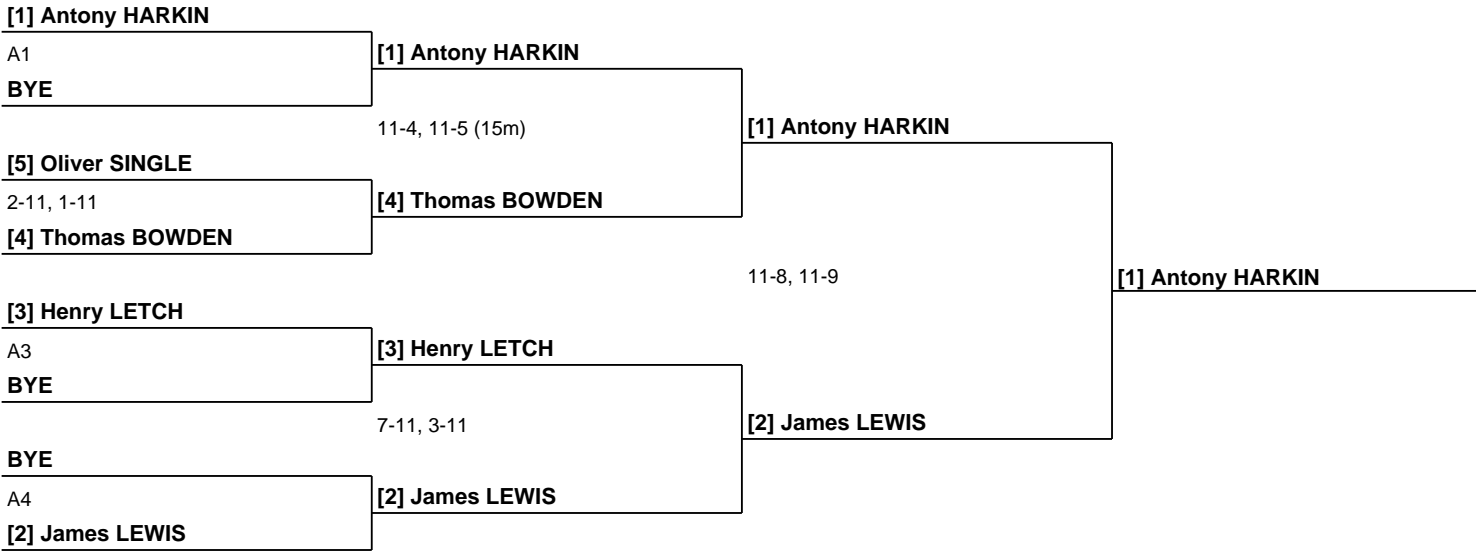 [1] Antony HARKIN
A1
BYE
[1] Antony HARKIN
11-4, 11-5 (15m)
[1] Antony HARKIN
[5] Oliver SINGLE
2-11, 1-11
[4] Thomas BOWDEN
[4] Thomas BOWDEN
11-8, 11-9
[1] Antony HARKIN
[3] Henry LETCH
A3
BYE
[3] Henry LETCH
7-11, 3-11
[2] James LEWIS
BYE
A4
[2] James LEWIS
[2] James LEWIS